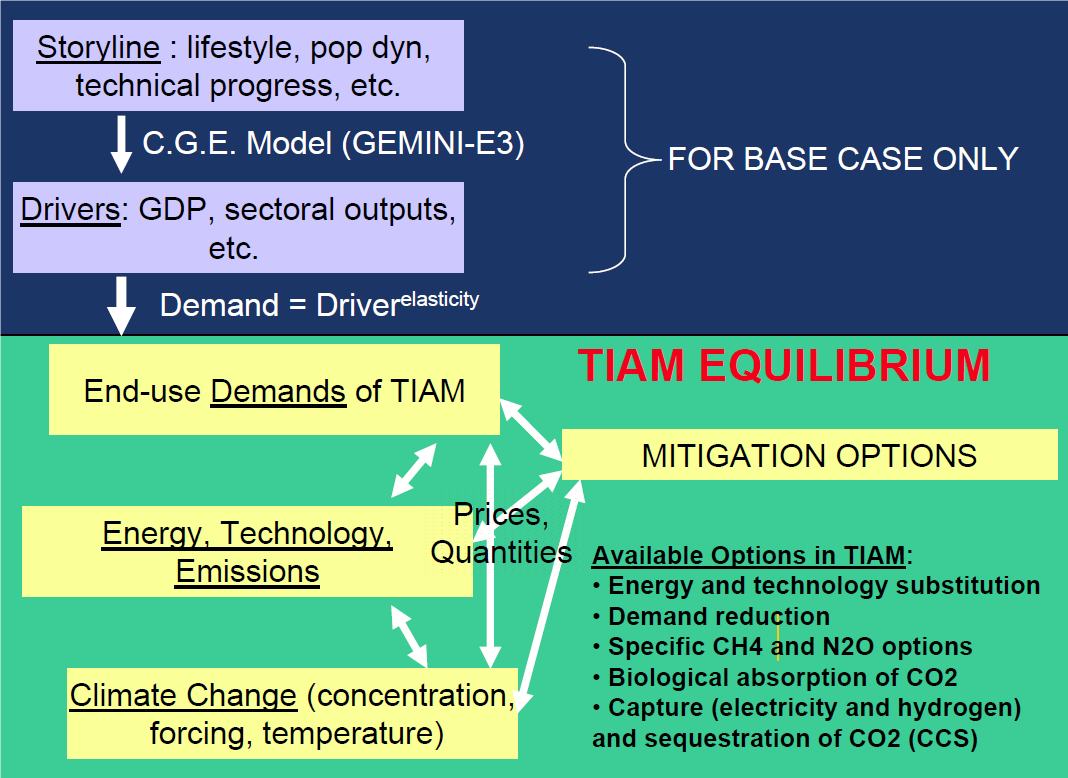 Storyline : lifestyle, pop dyn,
technical progress, etc.
C.G.E. Model (GEMINI-E3)
FOR BASE CASE ONLY
Drivers: GDP, sectoral outputs,
etc.
Demand = Driverelasticity
TIAM EQUILIBRIUM
End-use Demands of TIAM
MITIGATION OPTIONS
Energy, Technology,
Emissions
Prices,
Quantities
Climate Change (concentration,
forcing, temperature)
Available Options in TIAM:
• Energy and technology substitution
• Demand reduction
• Specific CH4 and N2O options
• Biological absorption of CO2
• Capture (electricity and hydrogen)
and sequestration of CO2 (CCS)